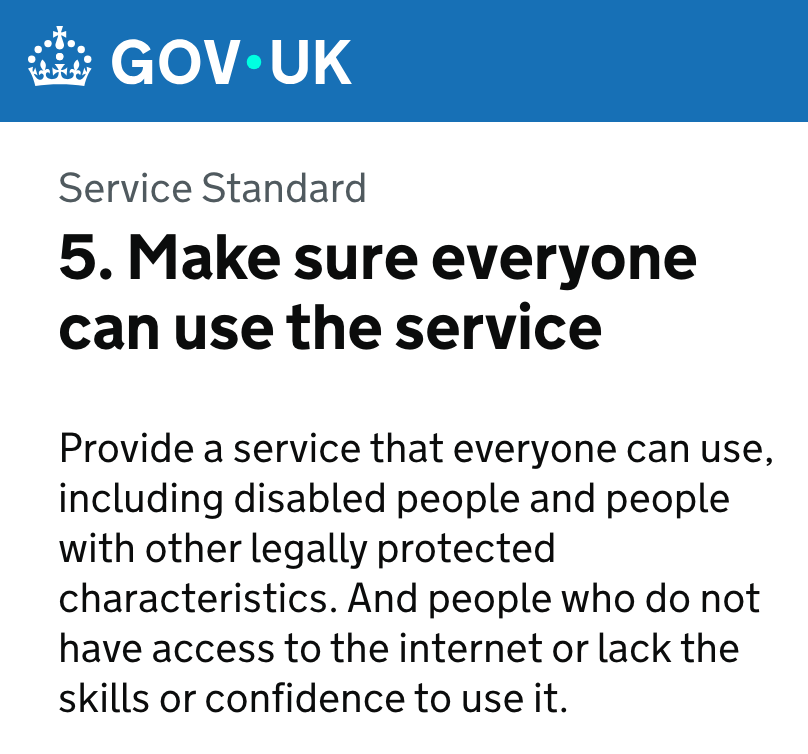 GOV·UK
Service Standard
5. Make sure everyone
can use the service
Provide a service that everyone can use,
including disabled people and people
with other legally protected
characteristics. And people who do not
have access to the internet or lack the
skills or confidence to use it.